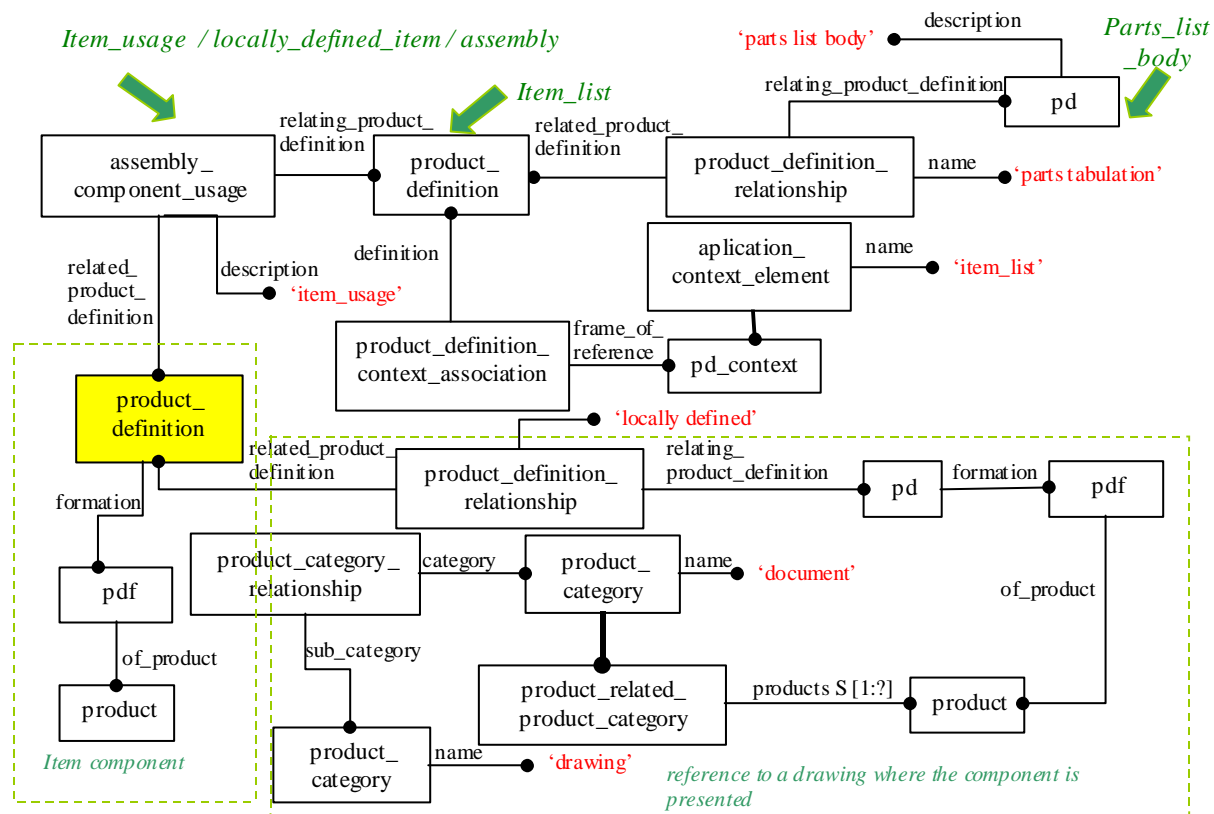 Item_usage / locally_defined_item / assembly
‘parts list body’
description
Parts_list
_body
Item_list
relating_product_definition
pd
relating_product_
definition
related_product_
definition
assembly_
component_usage
product_
definition
product_definition_
relationship
name
‘parts tabulation’
definition
aplication_
context_element
name
‘item_list’
related_
product_
definition
description
‘item_usage’
product_definition_
context_association
frame_of_
reference
pd_context
product_
definition
‘locally defined’
related_product_
definition
product_definition_
relationship
relating_
product_definition
pd
formation
pdf
formation
pdf
product_category_
relationship
category
product_
category
name
‘document’
of_product
of_product
sub_category
product
product_related_
product_category
products S [1:?]
product
Item component
product_
category
name
‘drawing’
reference to a drawing where the component is
presented